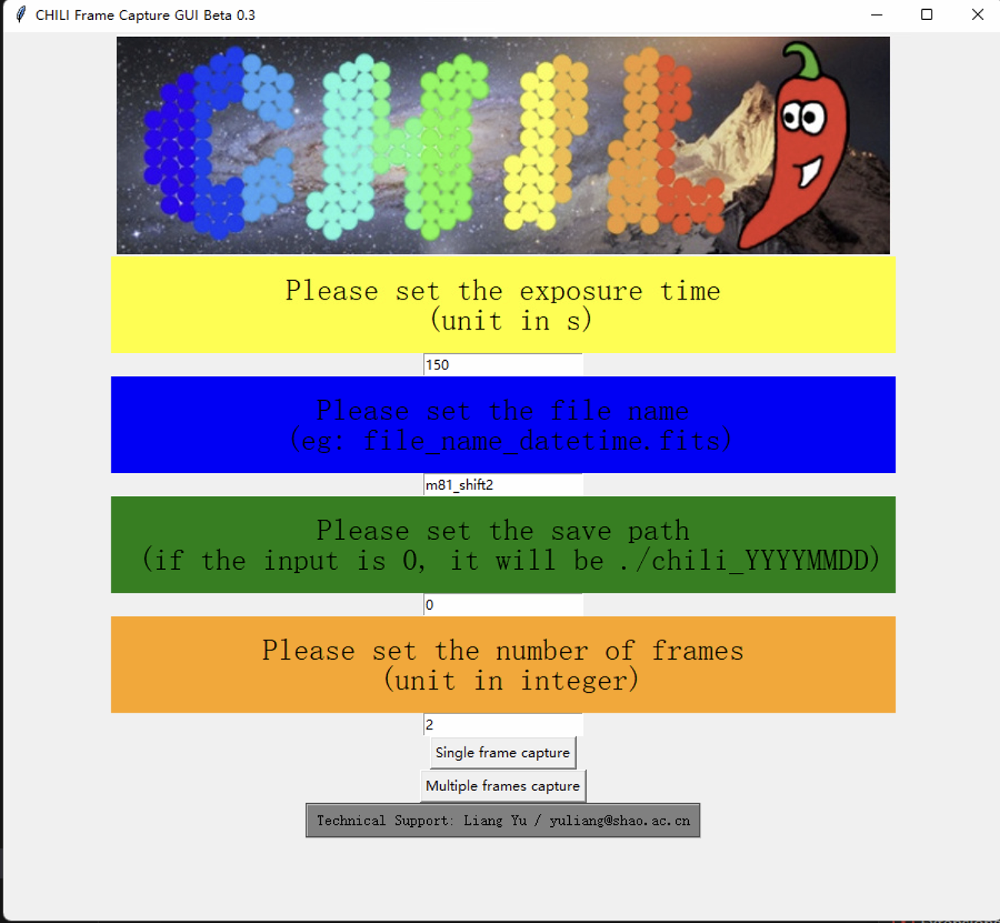 CHILI Frame Capture GUI Beta 0.3
CHIL
Please set the exposure time
(unit in s)
150
Please set the file name
(eg: file_name_datetime.fits)
m81_shift2
Please set the save path
(if the input is 0, it will be ./chili_YYYYMMDD)
0
Please set the number of frames
(unit in integer)
2
Single frame capture
Multiple frames capture
Technical Support: Liang Yu / yuliang@shao.ac.cn